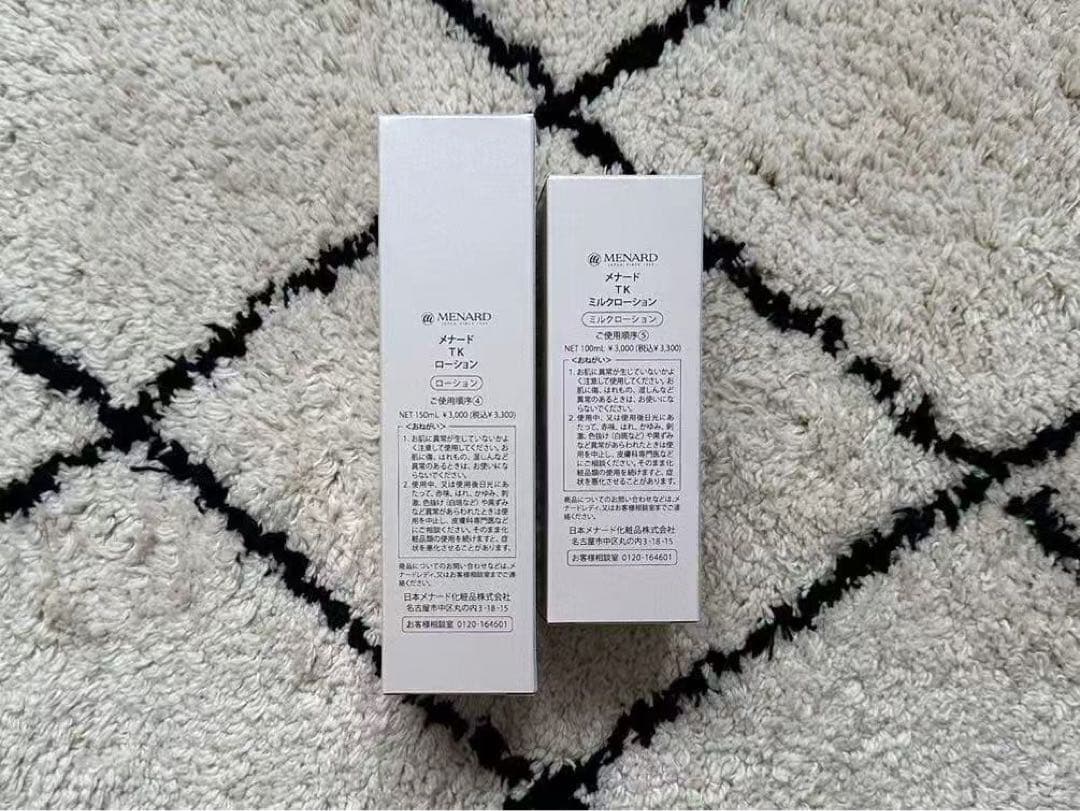 MENARD
JAPAN SINCE 1959
メナード
TK
ローション
ローション
ご使用順序④
NET 150mL ¥3,000 (税込¥3,300)
<おねがい>
1. お肌に異常が生じていないかよ
く注意して使用してください。お
肌に傷、はれもの、湿しんなど
異常のあるときは、お使いにな
らないでください。
2. 使用中、又は使用後日光にあ
たって、赤味、はれ、かゆみ、刺
激、色抜け(白斑など)や黒ずみ
など異常があらわれたときは使
用を中止し、皮膚科専門医など
にご相談ください。そのまま化
粧品類の使用を続けますと、症
状を悪化させることがあります。
商品についてのお問い合わせなどは、メ
ナードレディ、又はお客様相談室までご連
絡ください。
日本メナード化粧品株式会社
名古屋市中区丸の内3-18-15
お客様相談室 0120-164601
MENARD
JAPAN SINCE 1959
メナード
TK
ミルクローション
ミルクローション
ご使用順序⑤
NET 100mL ¥3,000 (税込¥3,300)
<おねがい>
1. お肌に異常が生じていないかよ
く注意して使用してください。お
肌に傷、はれもの、湿しんなど
異常のあるときは、お使いにな
らないでください。
2. 使用中、又は使用後日光にあ
たって、赤味、はれ、かゆみ、刺
激、色抜け(白斑など)や黒ずみ
など異常があらわれたときは使
用を中止し、皮膚科専門医など
にご相談ください。そのまま化
粧品類の使用を続けますと、症
状を悪化させることがあります。
商品についてのお問い合わせなどは、メ
ナードレディ、又はお客様相談室までご連
絡ください。
日本メナード化粧品株式会社
名古屋市中区丸の内3-18-15
お客様相談室 0120-164601